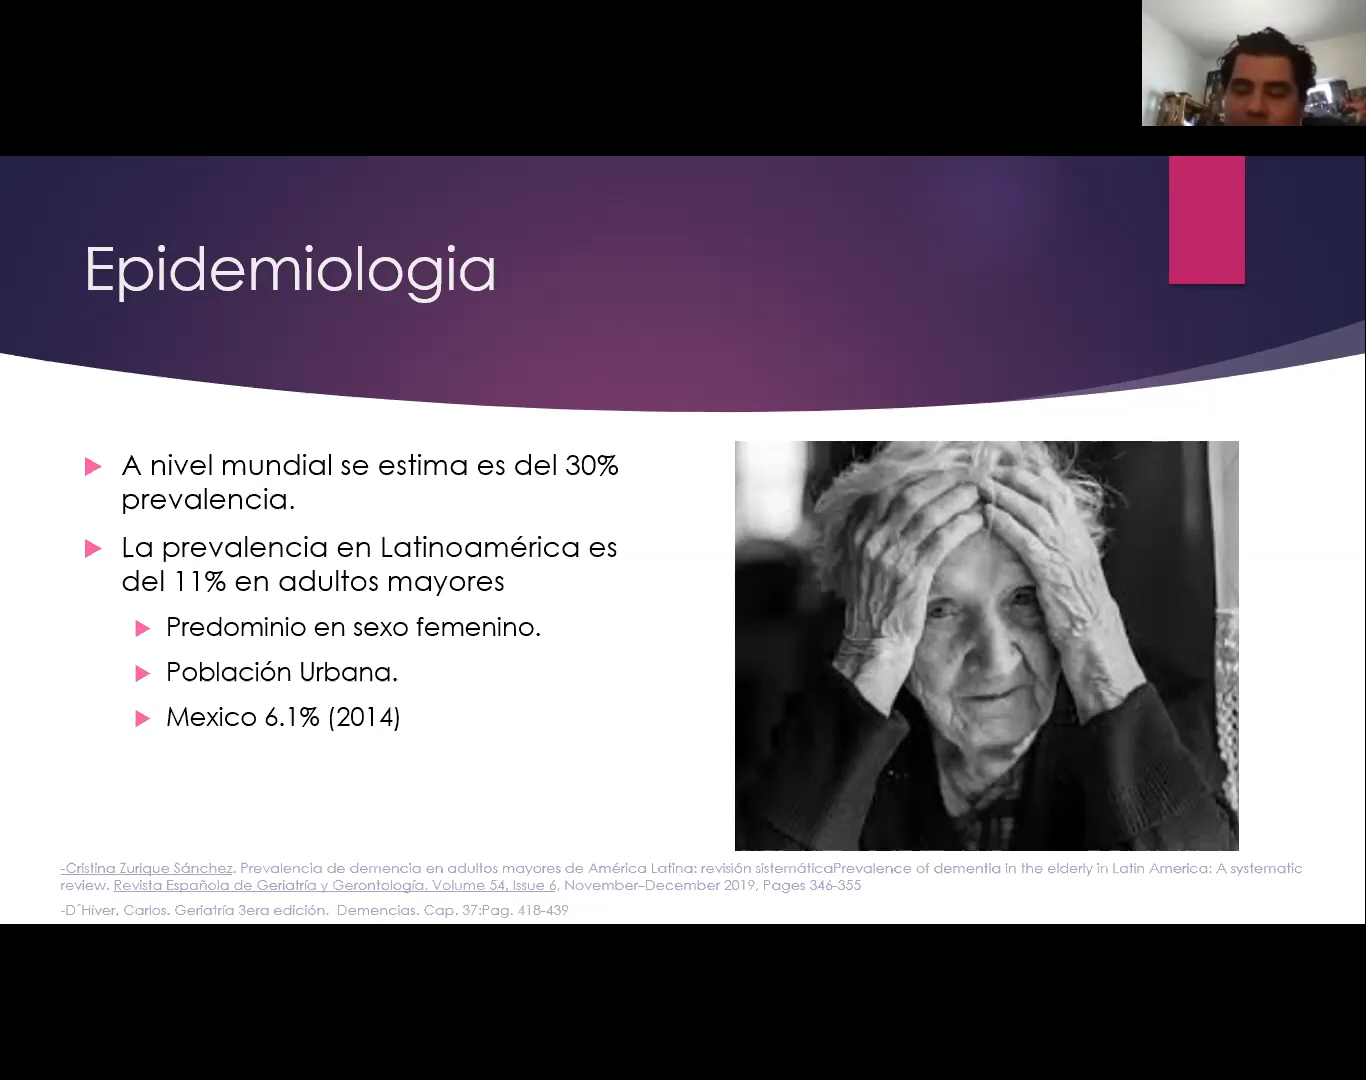 Epidemiologia
A nivel mundial se estima es del 30%
prevalencia.
La prevalencia en Latinoamérica es
del 11% en adultos mayores
Predominio en sexo femenino.
Población Urbana.
Mexico 6.1% (2014)
-Cristina Zurique Sánchez. Prevalencia de demencia en adultos mayores de América Latina: revisión sistemáticaPrevalence of dementia in the elderly in Latin America: A systematic
review. Revista Española de Geriatría y Gerontología. Volume 54, Issue 6, November–December 2019, Pages 346-355
-D´Hiver, Carlos. Geriatría 3era edición. Demencias. Cap. 37:Pag. 418-439